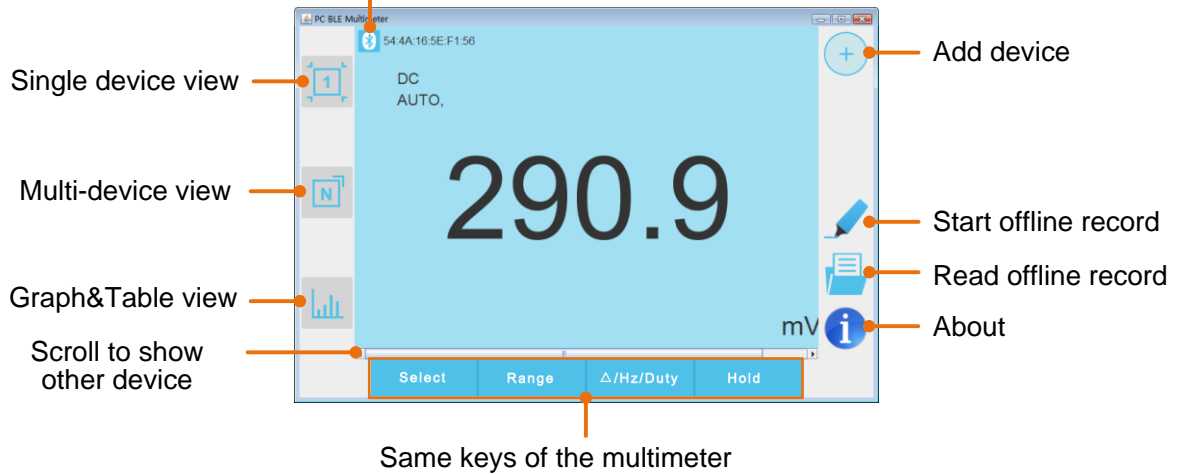 PC BLE Multimeter
54:4A:16:5E:F1:56
Add device
Single device view
1
+
DC
AUTO,
290.9
Multi-device view
N
Start offline record
Read offline record
Graph&Table view
mV
i
About
Scroll to show
other device
Select Range △/Hz/Duty Hold
Same keys of the multimeter